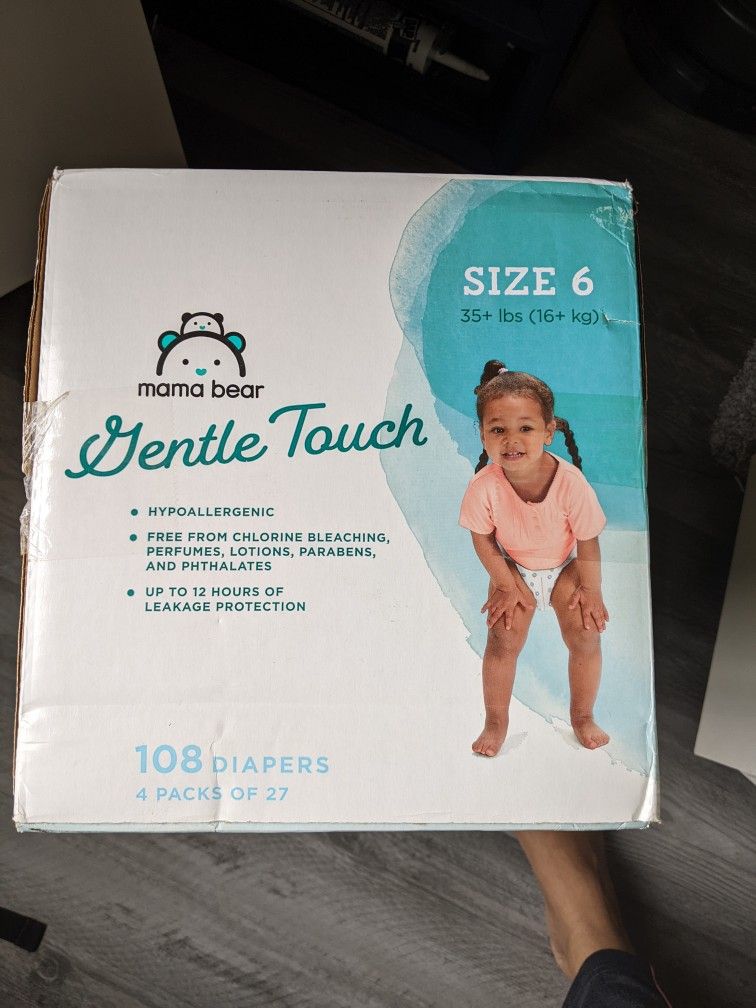 SIZE 6
35+ lbs (16+ kg)
mama bear
Gentle Touch
• HYPOALLERGENIC
• FREE FROM CHLORINE BLEACHING,
PERFUMES, LOTIONS, PARABENS,
AND PHTHALATES
• UP TO 12 HOURS OF
LEAKAGE PROTECTION
108 DIAPERS
4 PACKS OF 27